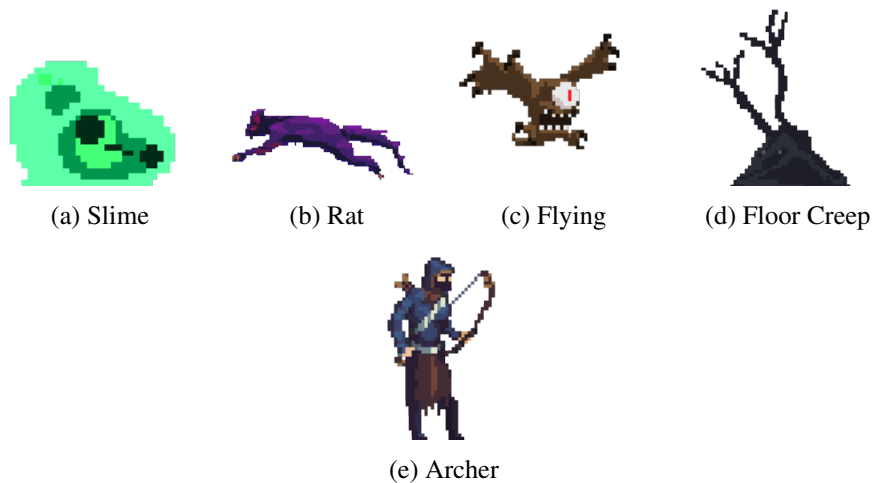 (a) Slime
(b) Rat
(c) Flying
(d) Floor Creep
(e) Archer